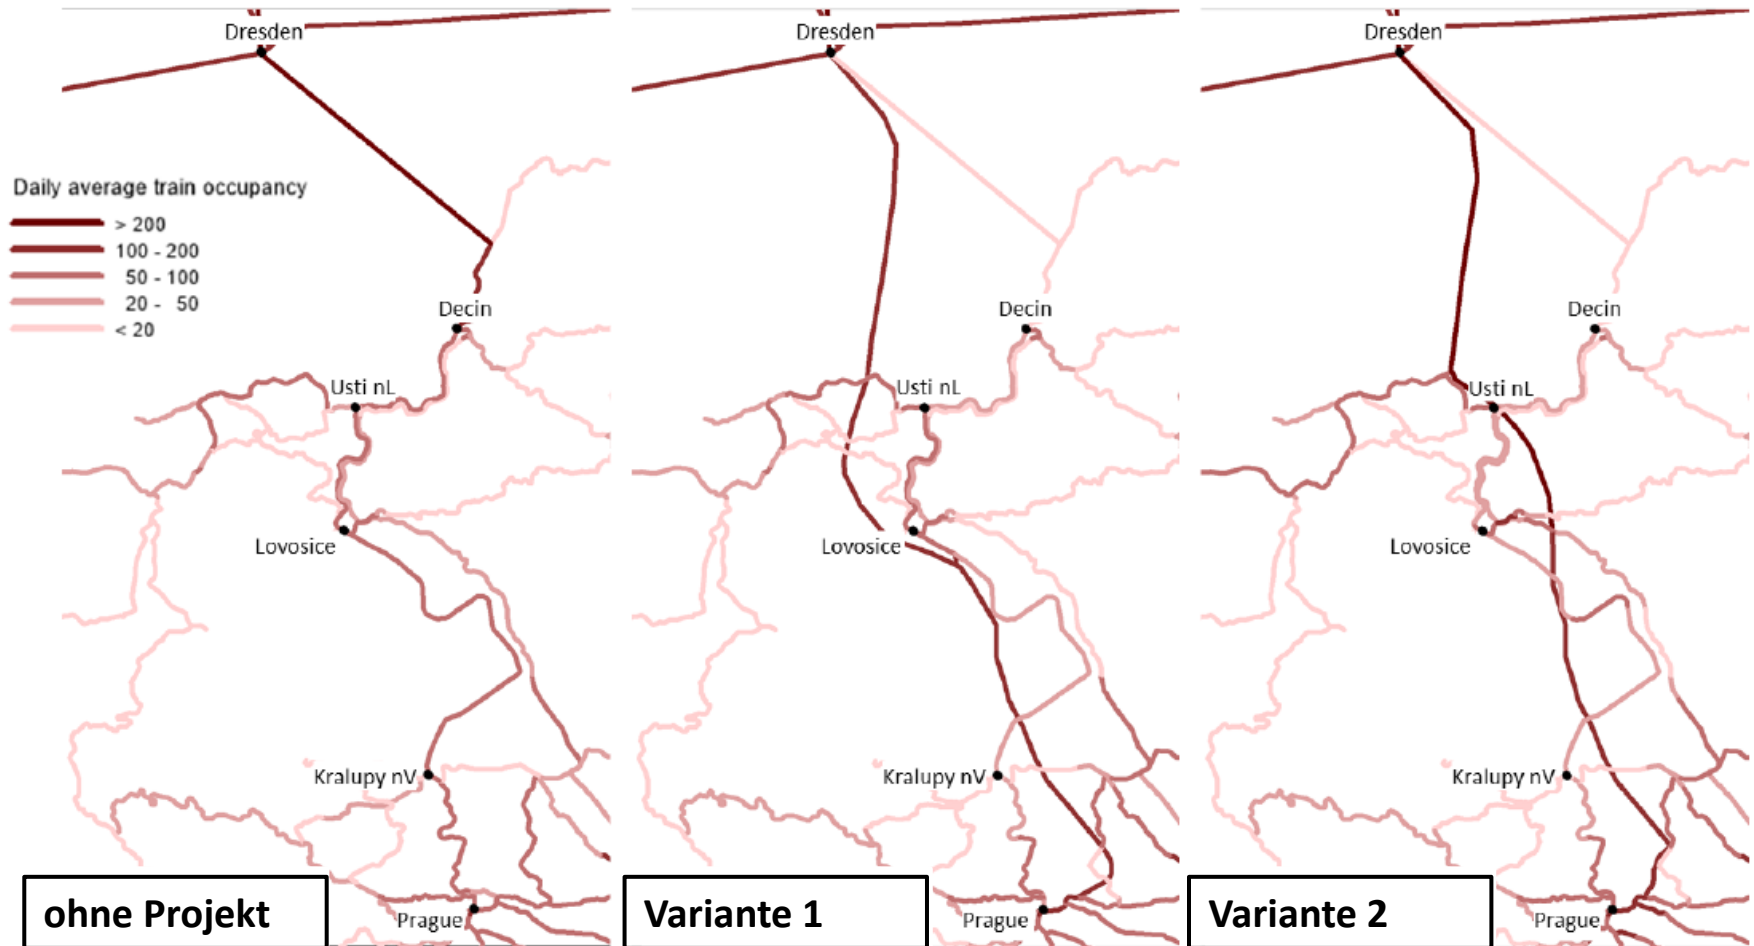 Dresden
Dresden
Dresden
Daily average train occupancy
> 200
100 - 200
50 - 100
20 - 50
< 20
Decin
Decin
Decin
Usti nL
Usti nL
Usti nL
Lovosice
Lovosice
Lovosice
Kralupy nV
Kralupy nV
Kralupy nV
ohne Projekt
Prague
Variante 1
Prague
Variante 2
Prague